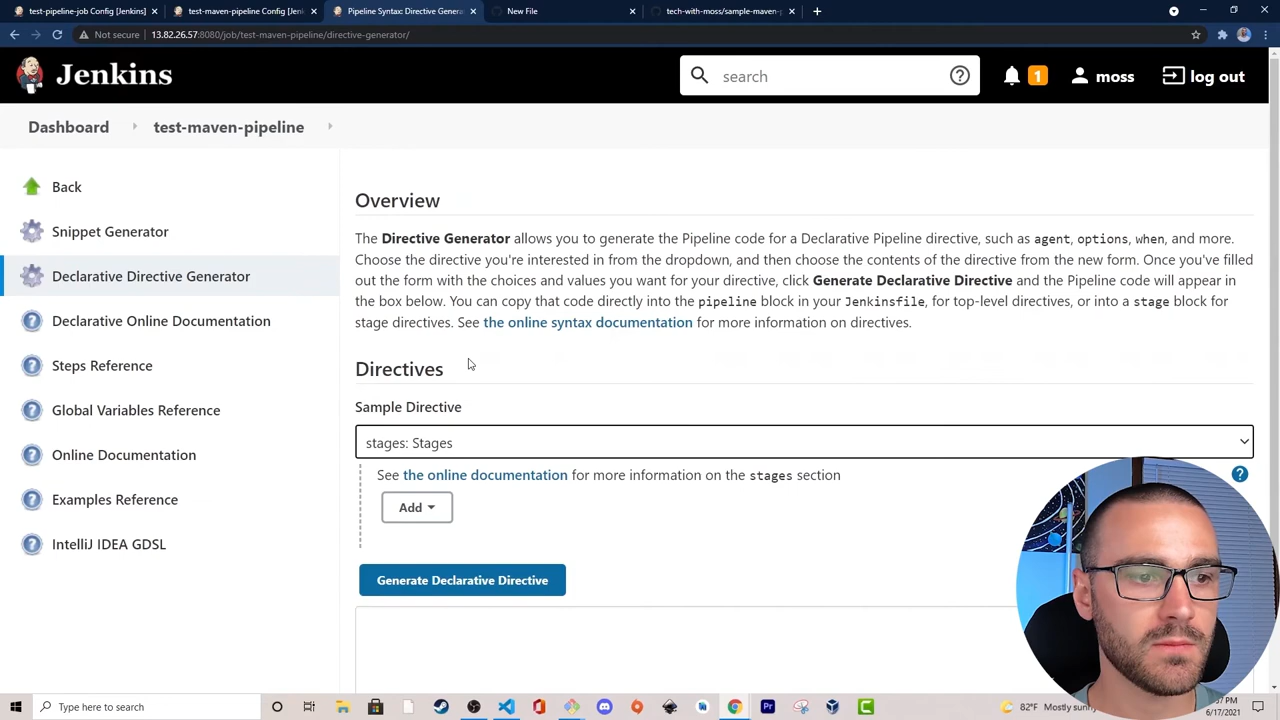 test-pipeline-job Config [Jenkins]
test-maven-pipeline Config [Jenk
Pipeline Syntax: Directive Genera
New File
tech-with-moss/sample-maven-p
Not secure
13.82.26.57:8080/job/test-maven-pipeline/directive-generator/
Jenkins
search
1
moss
log out
Dashboard
test-maven-pipeline
Back
Snippet Generator
Declarative Directive Generator
Declarative Online Documentation
Steps Reference
Global Variables Reference
Online Documentation
Examples Reference
IntelliJ IDEA GDSL
Overview
The Directive Generator allows you to generate the Pipeline code for a Declarative Pipeline directive, such as agent, options, when, and more.
Choose the directive you're interested in from the dropdown, and then choose the contents of the directive from the new form. Once you've filled
out the form with the choices and values you want for your directive, click Generate Declarative Directive and the Pipeline code will appear in
the box below. You can copy that code directly into the pipeline block in your Jenkinsfile, for top-level directives, or into a stage block for
stage directives. See the online syntax documentation for more information on directives.
Directives
Sample Directive
stages: Stages
See the online documentation for more information on the stages section
Add
Generate Declarative Directive
Type here to search
82°F Mostly sunny
6/17/2021